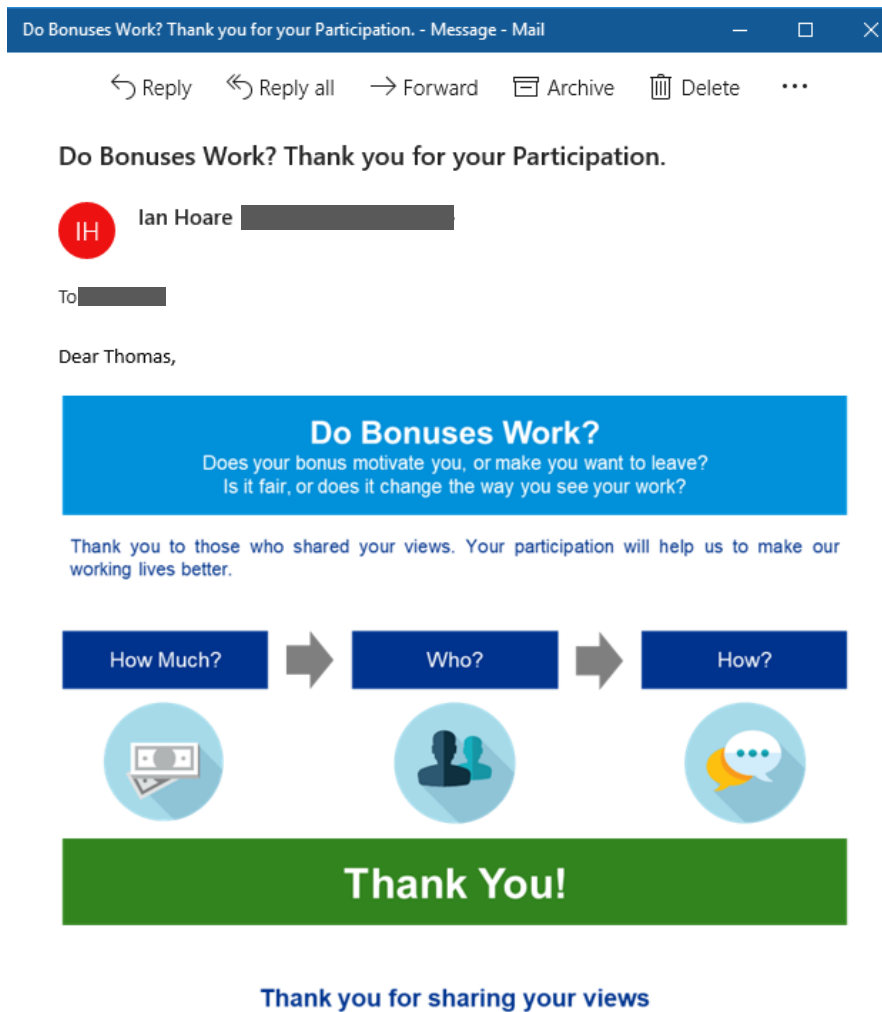 Do Bonuses Work? Thank you for your Participation. - Message - Mail
Reply Reply all Forward Archive Delete
Do Bonuses Work? Thank you for your Participation.
IH
Ian Hoare
To
Dear Thomas,
Do Bonuses Work?
Does your bonus motivate you, or make you want to leave?
Is it fair, or does it change the way you see your work?
Thank you to those who shared your views. Your participation will help us to make our
working lives better.
How Much? Who? How?
Thank You!
Thank you for sharing your views